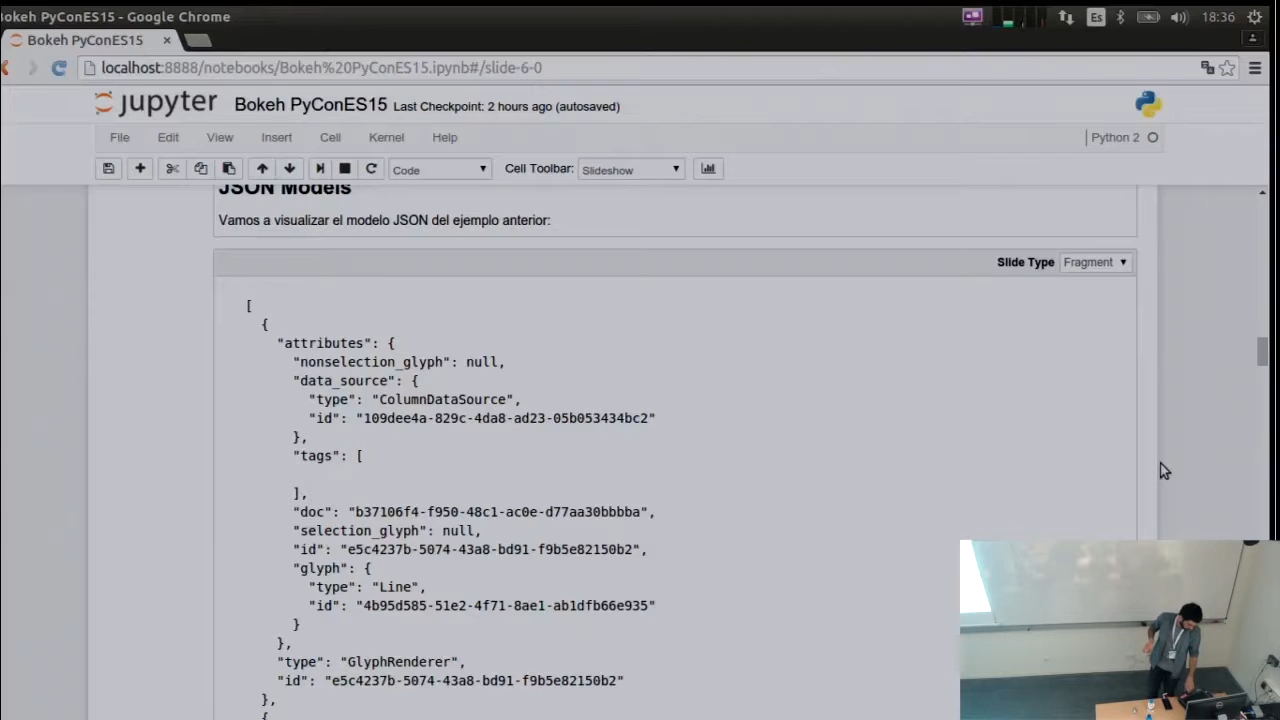 Bokeh PyConES15 - Google Chrome
Es
18:36
Bokeh PyConES15 ×
localhost:8888/notebooks/Bokeh%20PyConES15.ipynb#/slide-6-0
jupyter Bokeh PyConES15 Last Checkpoint: 2 hours ago (autosaved)
File Edit View Insert Cell Kernel Help
Python 2
Code
Cell Toolbar: Slideshow
JSON Models
Vamos a visualizar el modelo JSON del ejemplo anterior:
Slide Type Fragment
[
{
"attributes": {
"nonselection_glyph": null,
"data_source": {
"type": "ColumnDataSource",
"id": "109dee4a-829c-4da8-ad23-05b053434bc2"
},
"tags": [
],
"doc": "b37106f4-f950-48c1-ac0e-d77aa30bbbba",
"selection_glyph": null,
"id": "e5c4237b-5074-43a8-bd91-f9b5e82150b2",
"glyph": {
"type": "Line",
"id": "4b95d585-51e2-4f71-8ae1-ab1dfb66e935"
}
},
"type": "GlyphRenderer",
"id": "e5c4237b-5074-43a8-bd91-f9b5e82150b2"
},
{